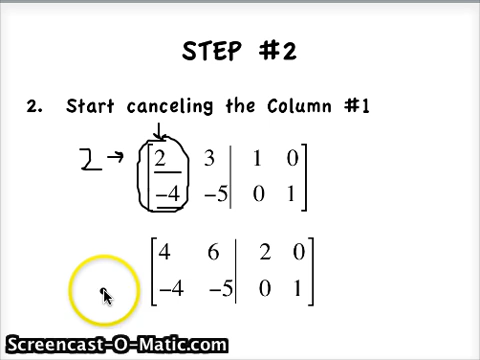 STEP #2
2. Start canceling the Column #1
2 → [2 3 | 1 0]
[-4 -5 | 0 1]
[4 6 | 2 0]
[-4 -5 | 0 1]
Screencast-O-Matic.com